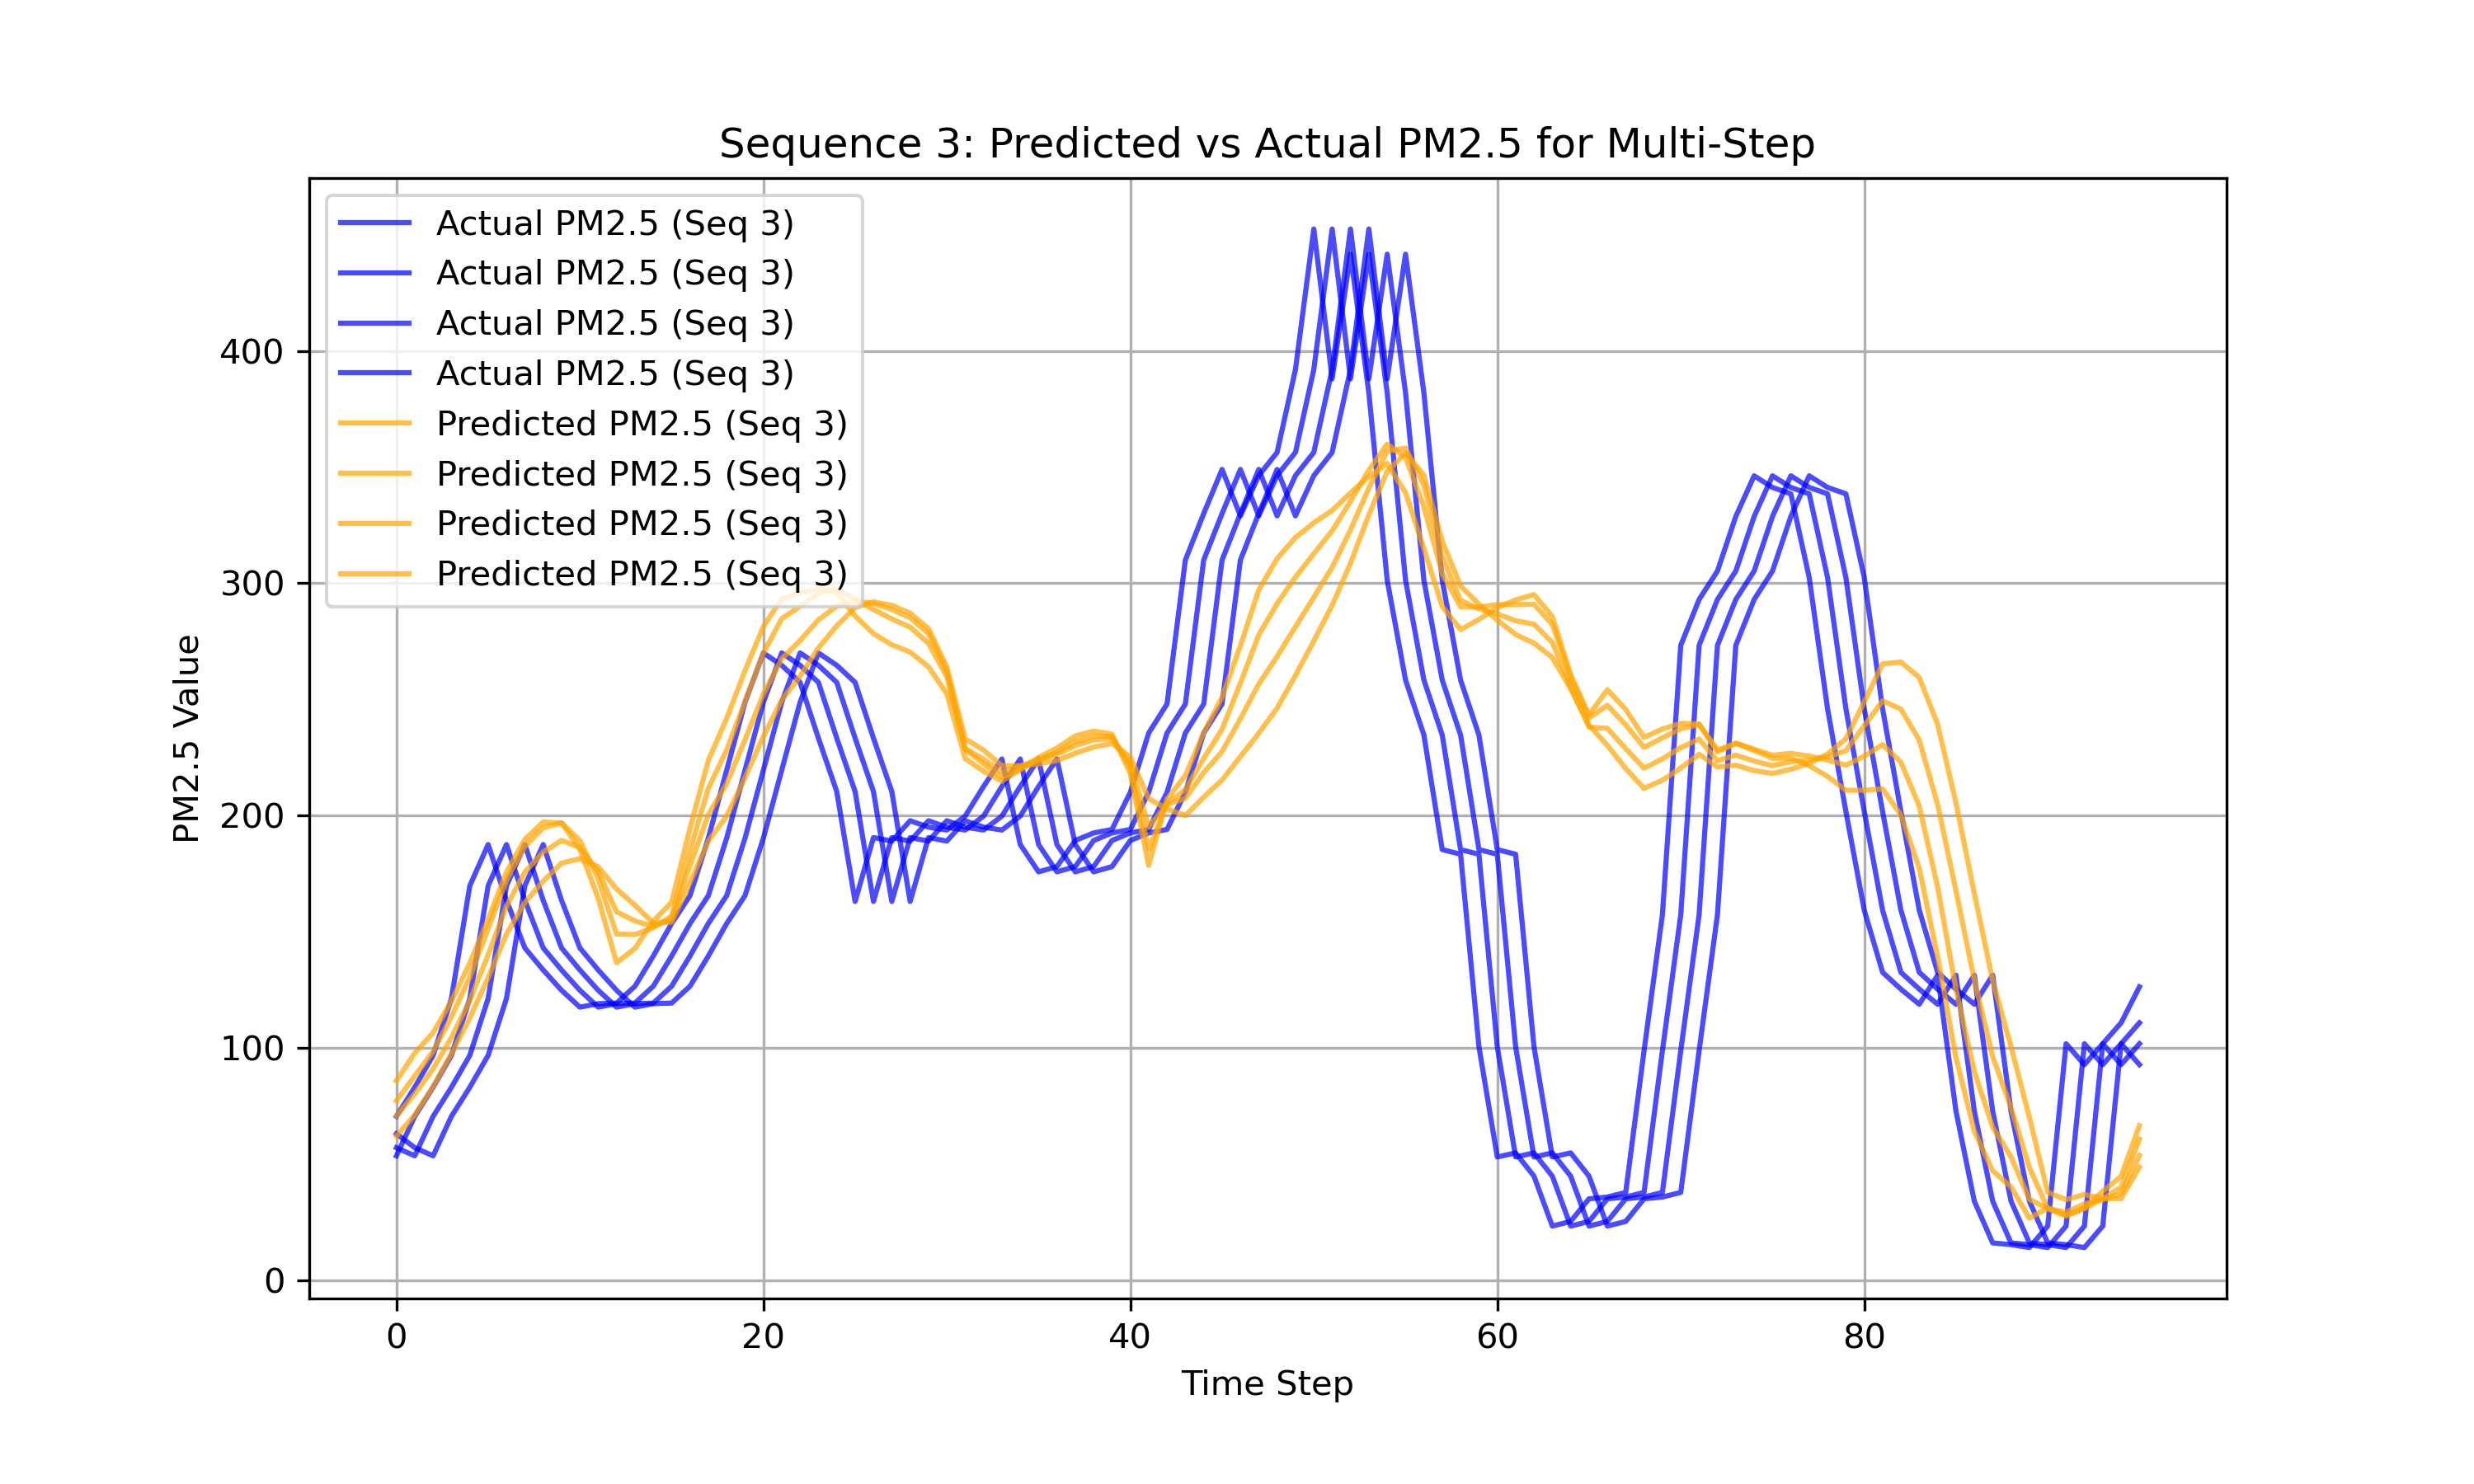 Sequence 3: Predicted vs Actual PM2.5 for Multi-Step
Actual PM2.5 (Seq 3)
Actual PM2.5 (Seq 3)
Actual PM2.5 (Seq 3)
Actual PM2.5 (Seq 3)
Predicted PM2.5 (Seq 3)
Predicted PM2.5 (Seq 3)
Predicted PM2.5 (Seq 3)
Predicted PM2.5 (Seq 3)
PM2.5 Value
400
300
200
100
0
0 20 40 60 80
Time Step